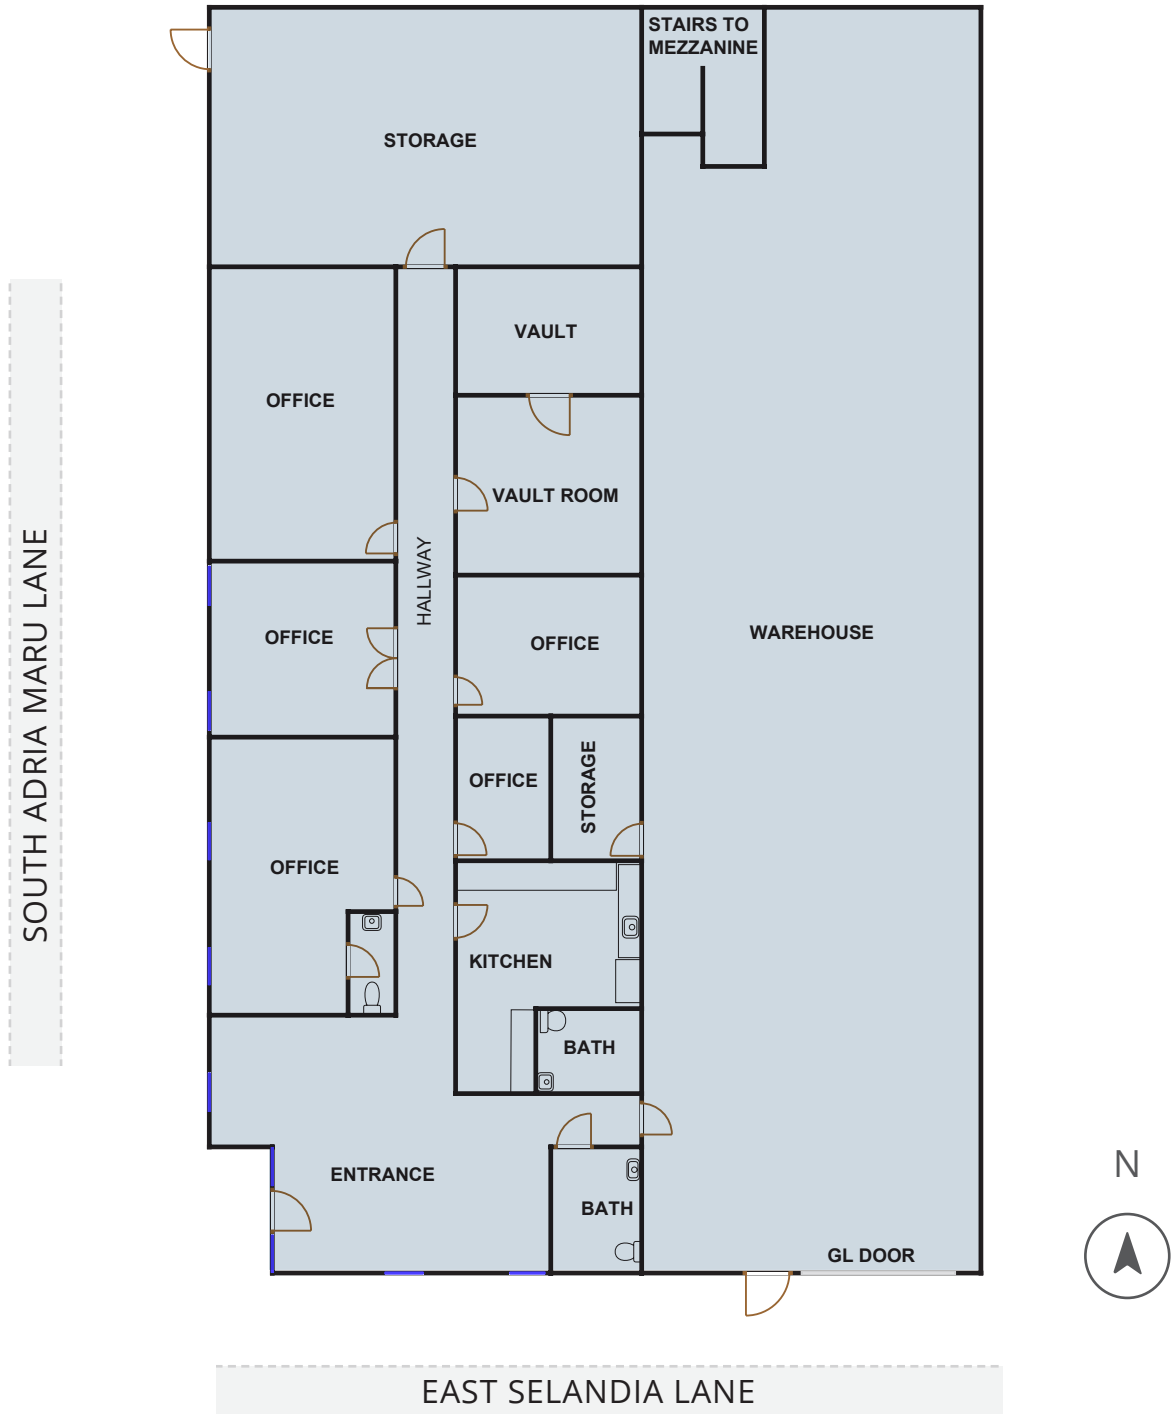 STAIRS TO
MEZZANINE
STORAGE
VAULT
OFFICE
VAULT ROOM
HALLWAY
OFFICE
OFFICE
WAREHOUSE
OFFICE
STORAGE
OFFICE
KITCHEN
BATH
ENTRANCE
BATH
GL DOOR
SOUTH ADRIA MARU LANE
N
EAST SELANDIA LANE